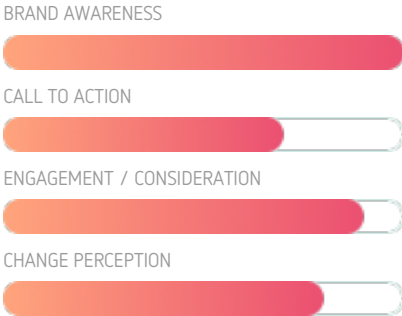 BRAND AWARENESS
CALL TO ACTION
ENGAGEMENT / CONSIDERATION
CHANGE PERCEPTION